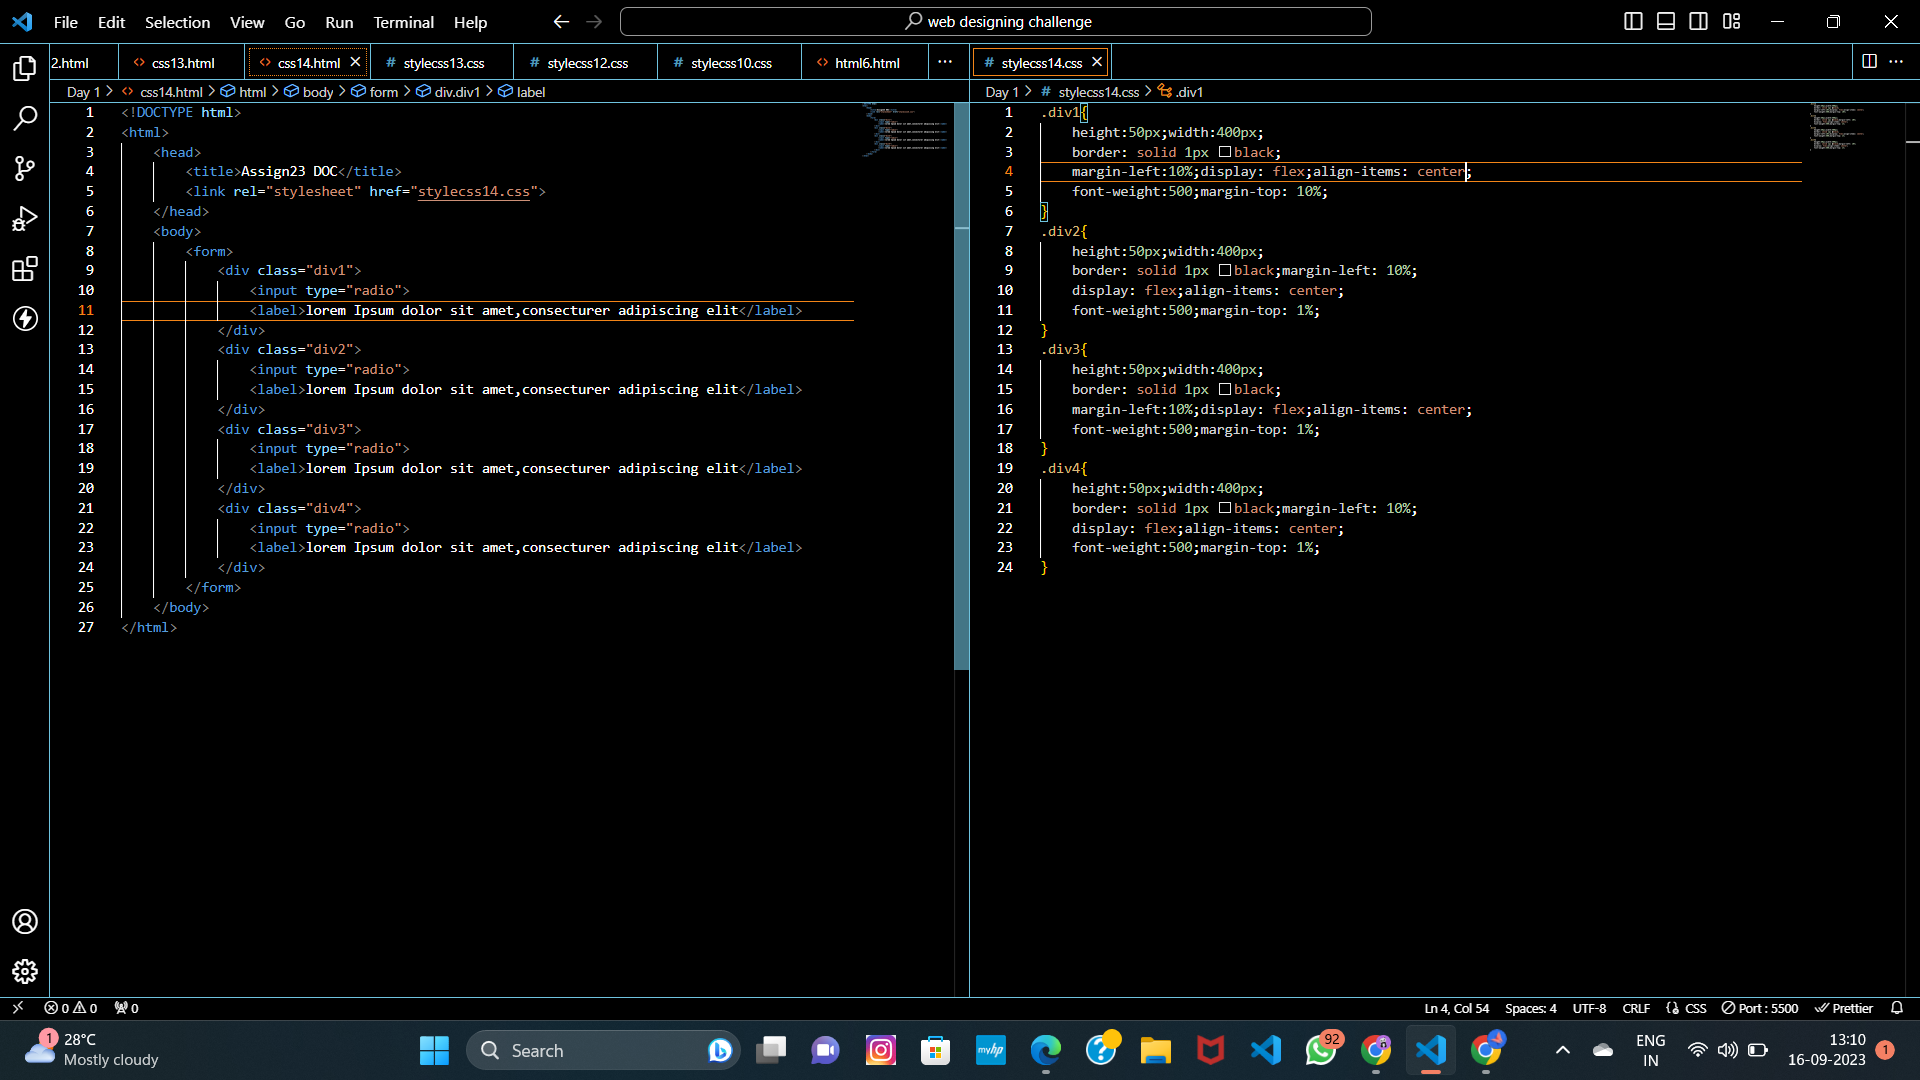 File Edit Selection View Go Run Terminal Help
web designing challenge
2.html css13.html css14.html stylecss13.css stylecss12.css stylecss10.css html6.html
Day 1 > css14.html > html > body > form > div.div1 > label
1 <!DOCTYPE html>
2 <html>
3 <head>
4 <title>Assign23 DOC</title>
5 <link rel="stylesheet" href="stylecss14.css">
6 </head>
7 <body>
8 <form>
9 <div class="div1">
10 <input type="radio">
11 <label>lorem Ipsum dolor sit amet,consecturer adipiscing elit</label>
12 </div>
13 <div class="div2">
14 <input type="radio">
15 <label>lorem Ipsum dolor sit amet,consecturer adipiscing elit</label>
16 </div>
17 <div class="div3">
18 <input type="radio">
19 <label>lorem Ipsum dolor sit amet,consecturer adipiscing elit</label>
20 </div>
21 <div class="div4">
22 <input type="radio">
23 <label>lorem Ipsum dolor sit amet,consecturer adipiscing elit</label>
24 </div>
25 </form>
26 </body>
27 </html>
stylecss14.css
Day 1 > stylecss14.css > .div1
1 .div1{
2 height:50px;width:400px;
3 border: solid 1px black;
4 margin-left:10%;display: flex;align-items: center;
5 font-weight:500;margin-top: 10%;
6 }
7 .div2{
8 height:50px;width:400px;
9 border: solid 1px black;margin-left: 10%;
10 display: flex;align-items: center;
11 font-weight:500;margin-top: 1%;
12 }
13 .div3{
14 height:50px;width:400px;
15 border: solid 1px black;
16 margin-left:10%;display: flex;align-items: center;
17 font-weight:500;margin-top: 1%;
18 }
19 .div4{
20 height:50px;width:400px;
21 border: solid 1px black;margin-left: 10%;
22 display: flex;align-items: center;
23 font-weight:500;margin-top: 1%;
24 }
0 0 0 Ln 4, Col 54 Spaces: 4 UTF-8 CRLF CSS Port : 5500 Prettier
1 28°C
Mostly cloudy
Search
myhp
92
ENG
IN
13:10
16-09-2023
1